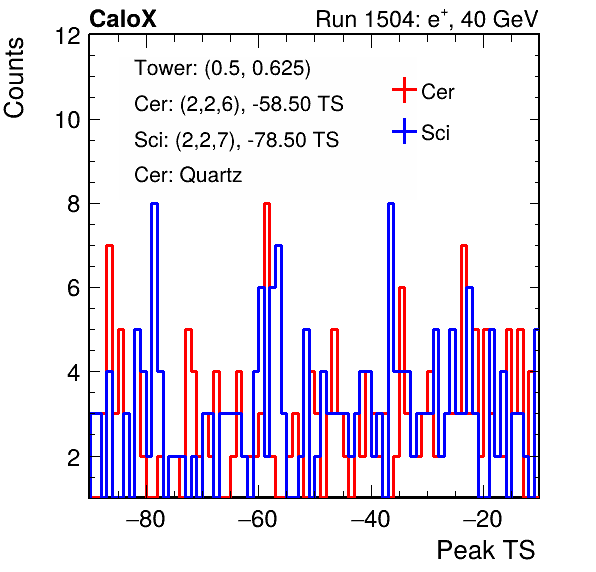 CaloX Run 1504: e⁺, 40 GeV
Counts
12
10
8
6
4
2
Tower: (0.5, 0.625)
Cer: (2,2,6), -58.50 TS
Sci: (2,2,7), -78.50 TS
Cer: Quartz
Cer
Sci
−80 −60 −40 −20
Peak TS